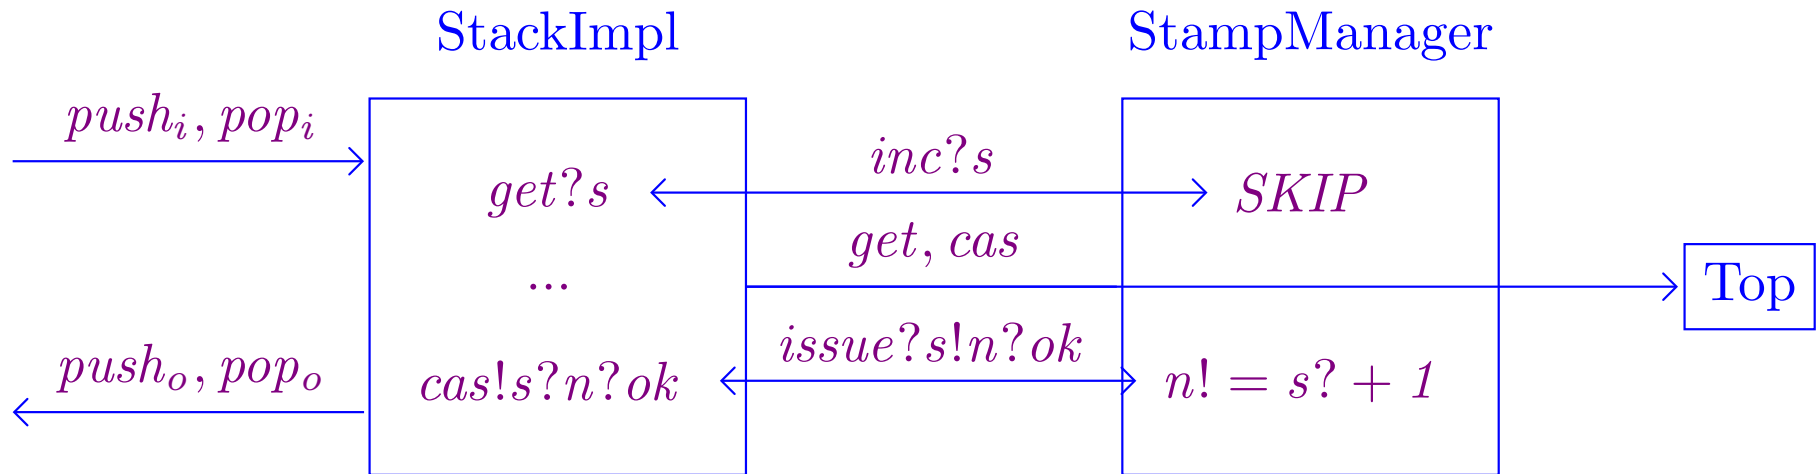 StackImpl
StampManager
push_i, pop_i
inc?s
get?s
SKIP
get, cas
...
Top
issue?s!n?ok
push_o, pop_o
cas!s?n?ok
n! = s? + 1